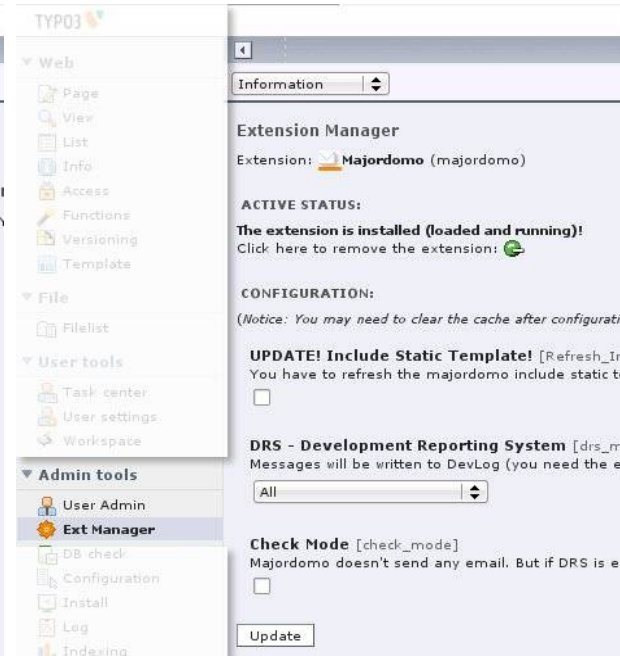 TYPO3
Web
Page
View
List
Info
Access
Functions
Versioning
Template
File
Filelist
User tools
Task center
User settings
Workspace
Admin tools
User Admin
Ext Manager
DB check
Configuration
Install
Log
Indexing
Information
Extension Manager
Extension: Majordomo (majordomo)
ACTIVE STATUS:
The extension is installed (loaded and running)!
Click here to remove the extension:
CONFIGURATION:
(Notice: You may need to clear the cache after configurati
UPDATE! Include Static Template! [Refresh_I
You have to refresh the majordomo include static t
DRS - Development Reporting System [drs_m
Messages will be written to DevLog (you need the e
All
Check Mode [check_mode]
Majordomo doesn't send any email. But if DRS is e
Update